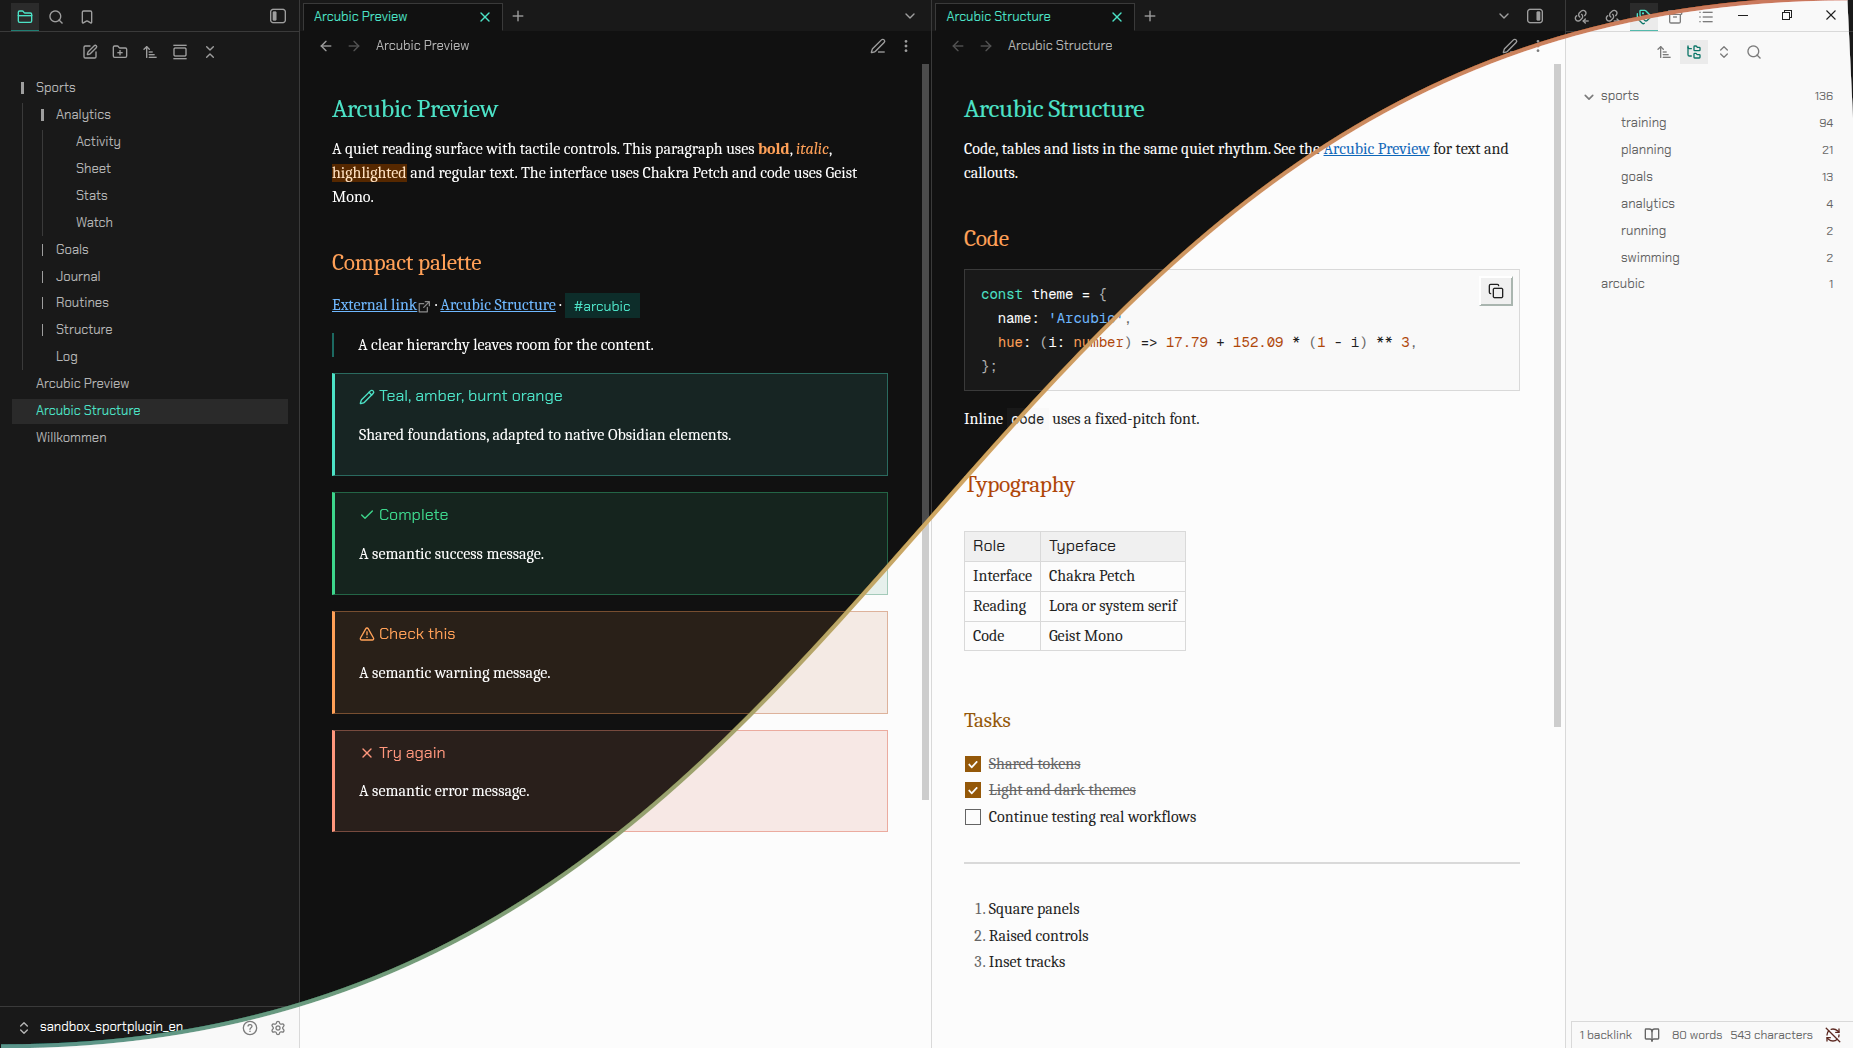 Arcubic Preview
Arcubic Structure
Arcubic Preview
Arcubic Structure
Sports
Analytics
Activity
Sheet
Stats
Watch
Goals
Journal
Routines
Structure
Log
Arcubic Preview
Arcubic Structure
Willkommen
sandbox_sportplugin_en
Arcubic Preview
A quiet reading surface with tactile controls. This paragraph uses bold, italic,
highlighted and regular text. The interface uses Chakra Petch and code uses Geist
Mono.
Compact palette
External link · Arcubic Structure · #arcubic
A clear hierarchy leaves room for the content.
Teal, amber, burnt orange
Shared foundations, adapted to native Obsidian elements.
Complete
A semantic success message.
Check this
A semantic warning message.
Try again
A semantic error message.
Arcubic Structure
Code, tables and lists in the same quiet rhythm. See the Arcubic Preview for text and
callouts.
Code
const theme = {
name: 'Arcubic',
hue: (i: number) => 17.79 + 152.09 * (1 - i) ** 3,
};
Inline code uses a fixed-pitch font.
Typography
Role Typeface
Interface Chakra Petch
Reading Lora or system serif
Code Geist Mono
Tasks
Shared tokens
Light and dark themes
Continue testing real workflows
1. Square panels
2. Raised controls
3. Inset tracks
sports 136
training 94
planning 21
goals 13
analytics 4
running 2
swimming 2
arcubic 1
1 backlink 80 words 543 characters